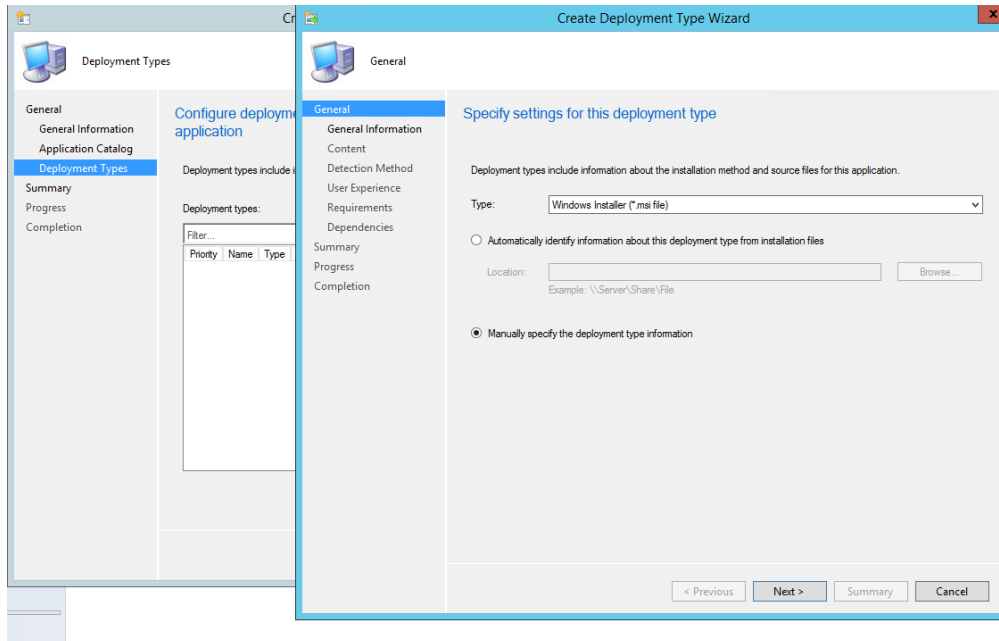 Cr
Deployment Types
General
General Information
Application Catalog
Deployment Types
Summary
Progress
Completion
Configure deployme
application
Deployment types include i
Deployment types:
Filter...
Priority Name Type
Create Deployment Type Wizard
x
General
General
General Information
Content
Detection Method
User Experience
Requirements
Dependencies
Summary
Progress
Completion
Specify settings for this deployment type
Deployment types include information about the installation method and source files for this application.
Type: Windows Installer (*.msi file)
Automatically identify information about this deployment type from installation files
Location: Browse...
Example: \\Server\Share\File
Manually specify the deployment type information
< Previous Next > Summary Cancel